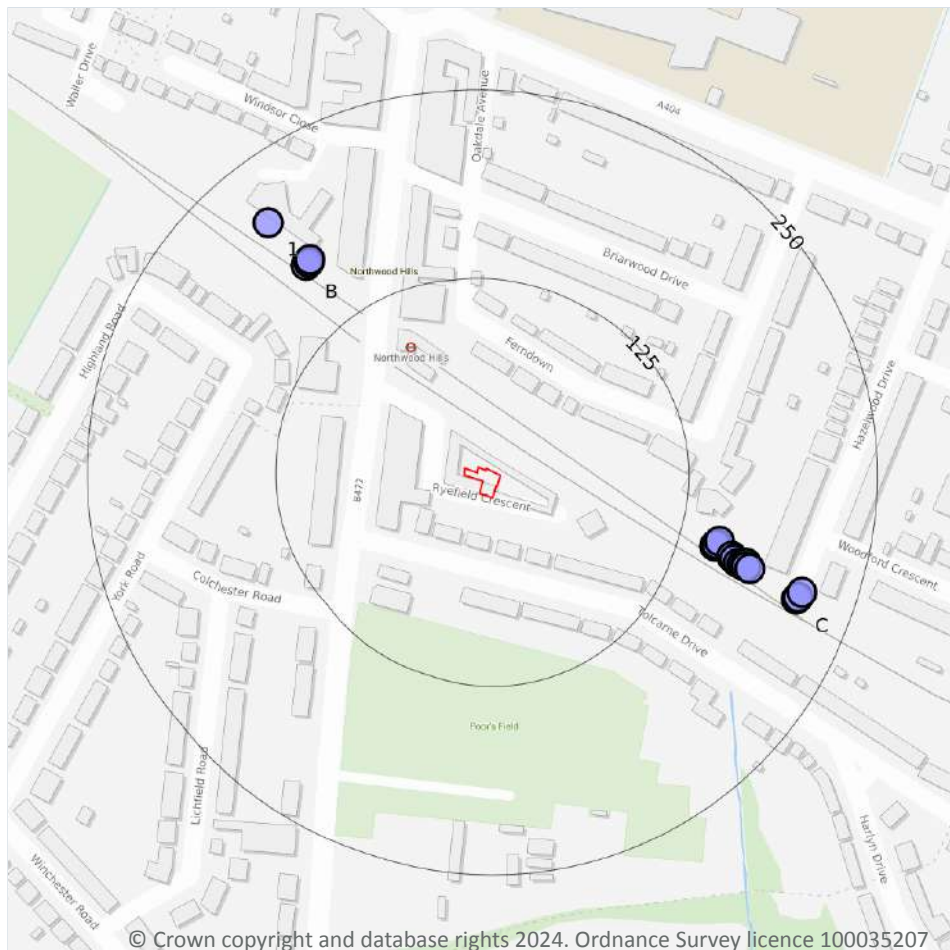 Waller Drive
Windsor Close
Oakdale Avenue
A404
250
Briarwood Drive
1
B
Northwood Hills
Northwood Hills
125
Ferndown
Highland Road
Hazelwood Drive
B472
Ryefield Crescent
Woodford Crescent
York Road
Colchester Road
Tolcarne Drive
C
Poor's Field
Lichfield Road
Harlyn Drive
Winchester Road
© Crown copyright and database rights 2024. Ordnance Survey licence 100035207